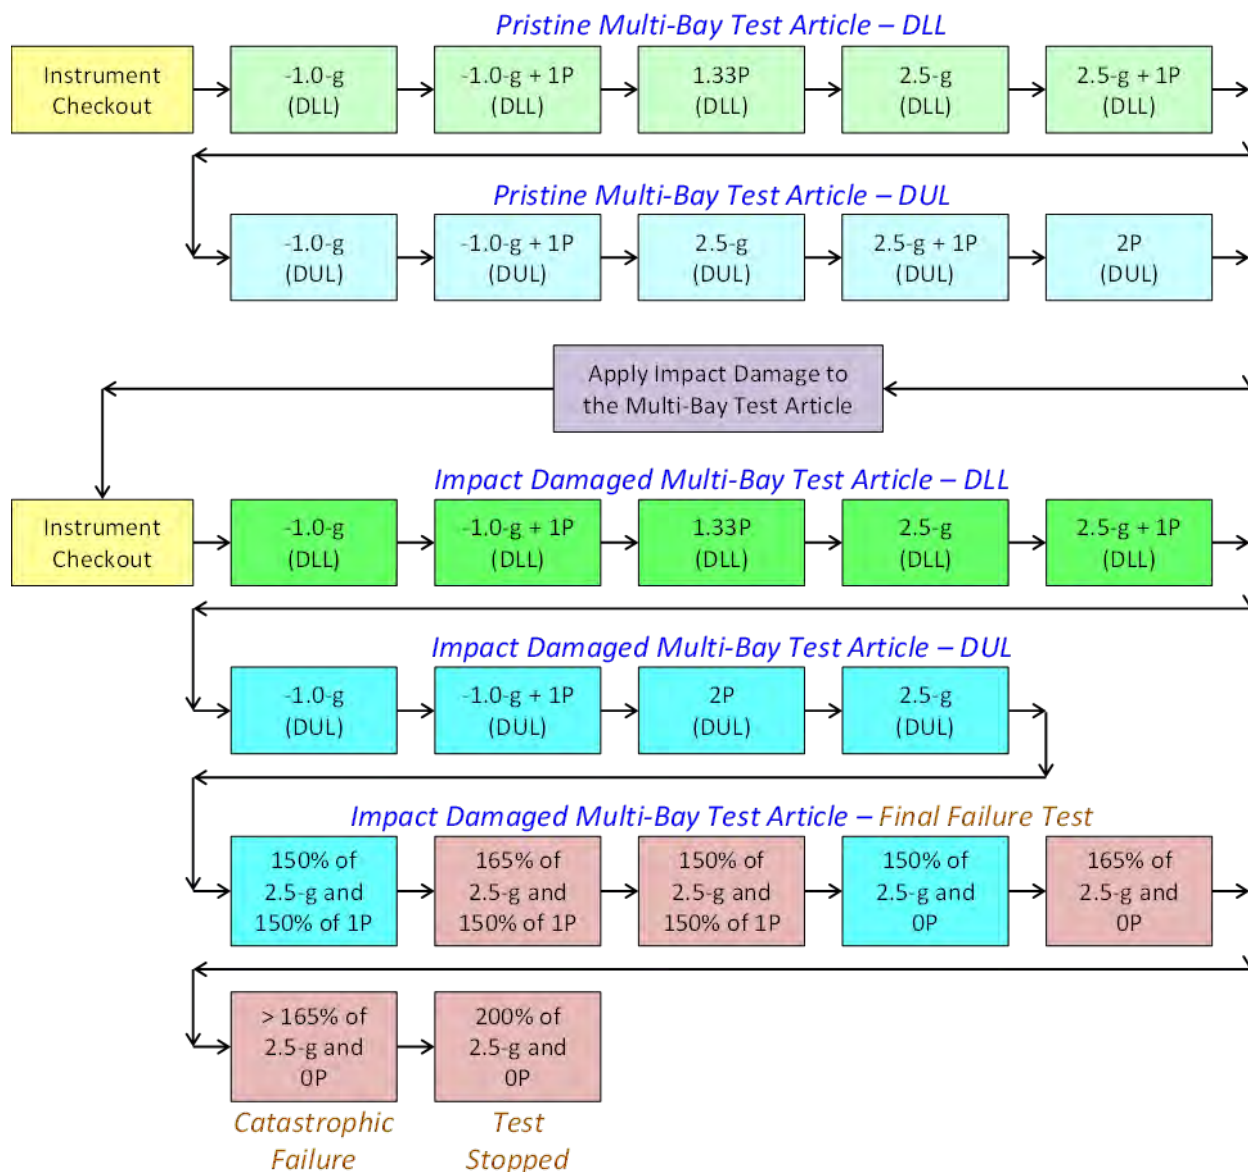 Pristine Multi-Bay Test Article – DLL
Instrument
Checkout
-1.0-g
(DLL)
-1.0-g + 1P
(DLL)
1.33P
(DLL)
2.5-g
(DLL)
2.5-g + 1P
(DLL)
Pristine Multi-Bay Test Article – DUL
-1.0-g
(DUL)
-1.0-g + 1P
(DUL)
2.5-g
(DUL)
2.5-g + 1P
(DUL)
2P
(DUL)
Apply Impact Damage to
the Multi-Bay Test Article
Impact Damaged Multi-Bay Test Article – DLL
Instrument
Checkout
-1.0-g
(DLL)
-1.0-g + 1P
(DLL)
1.33P
(DLL)
2.5-g
(DLL)
2.5-g + 1P
(DLL)
Impact Damaged Multi-Bay Test Article – DUL
-1.0-g
(DUL)
-1.0-g + 1P
(DUL)
2P
(DUL)
2.5-g
(DUL)
Impact Damaged Multi-Bay Test Article – Final Failure Test
150% of
2.5-g and
150% of 1P
165% of
2.5-g and
150% of 1P
150% of
2.5-g and
150% of 1P
150% of
2.5-g and
0P
165% of
2.5-g and
0P
> 165% of
2.5-g and
0P
200% of
2.5-g and
0P
Catastrophic
Failure
Test
Stopped